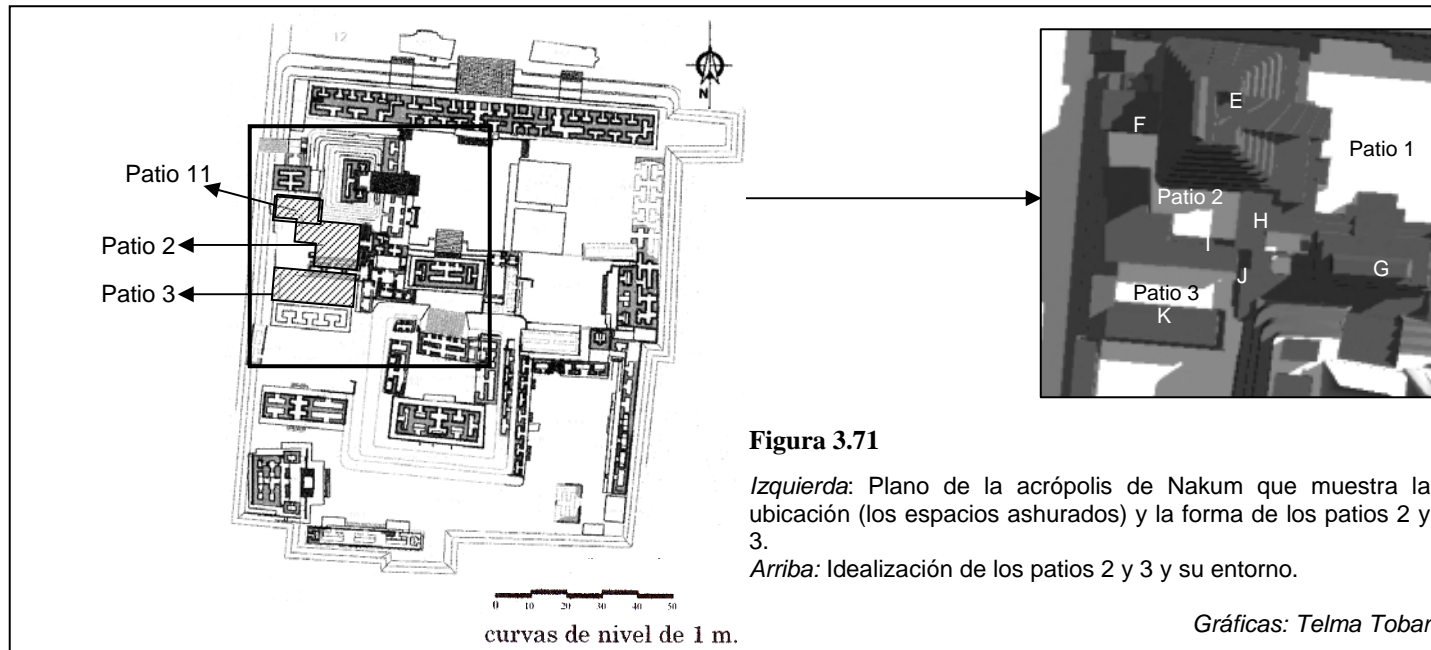 12
N
Patio 11
Patio 2
Patio 3
0 10 20 30 40 50
curvas de nivel de 1 m.
E
F
Patio 1
Patio 2
H
I
G
J
Patio 3
K
Figura 3.71
Izquierda: Plano de la acrópolis de Nakum que muestra la
ubicación (los espacios ashurados) y la forma de los patios 2 y
3.
Arriba: Idealización de los patios 2 y 3 y su entorno.
Gráficas: Telma Tobar